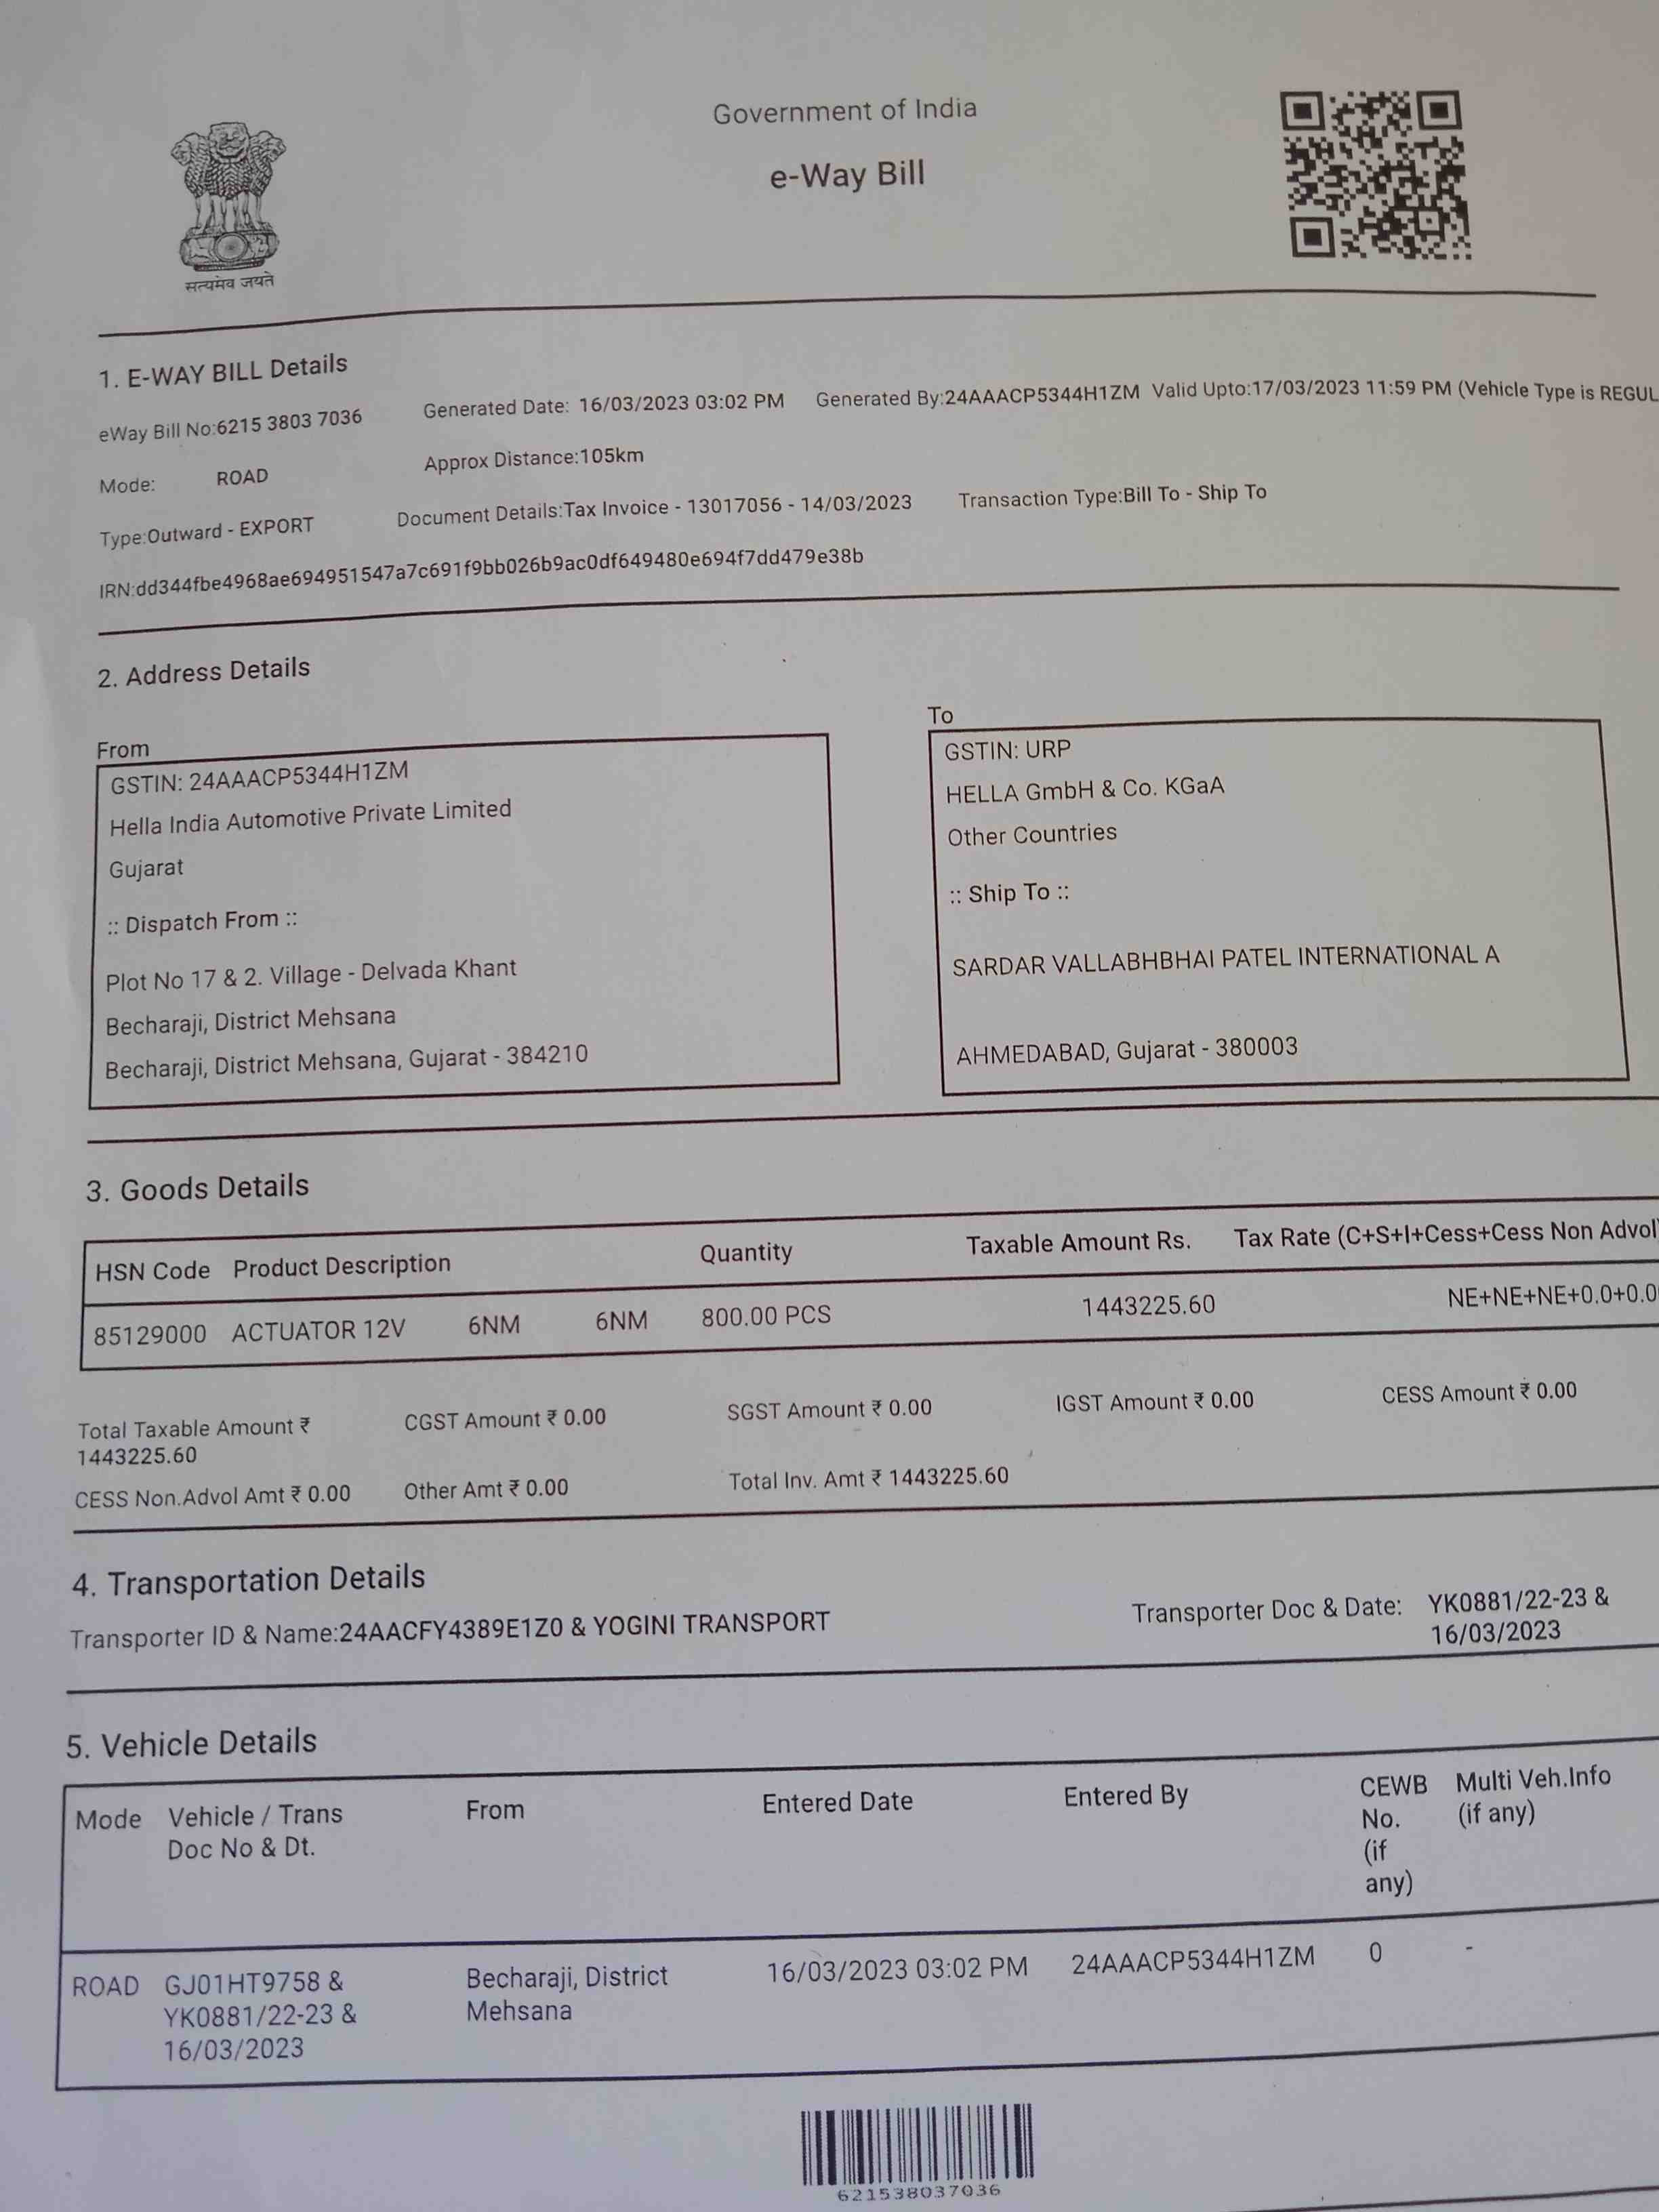 Government of India
e-Way Bill
सत्यमेव जयते
1. E-WAY BILL Details
eWay Bill No:6215 3803 7036 Generated Date: 16/03/2023 03:02 PM Generated By:24AAACP5344H1ZM Valid Upto:17/03/2023 11:59 PM (Vehicle Type is REGUL
Mode: ROAD Approx Distance:105km
Type:Outward - EXPORT Document Details:Tax Invoice - 13017056 - 14/03/2023 Transaction Type:Bill To - Ship To
IRN:dd344fbe4968ae694951547a7c691f9bb026b9ac0df649480e694f7dd479e38b
2. Address Details
From
GSTIN: 24AAACP5344H1ZM
Hella India Automotive Private Limited
Gujarat
:: Dispatch From ::
Plot No 17 & 2. Village - Delvada Khant
Becharaji, District Mehsana
Becharaji, District Mehsana, Gujarat - 384210
To
GSTIN: URP
HELLA GmbH & Co. KGaA
Other Countries
:: Ship To ::
SARDAR VALLABHBHAI PATEL INTERNATIONAL A
AHMEDABAD, Gujarat - 380003
3. Goods Details
HSN Code Product Description Quantity Taxable Amount Rs. Tax Rate (C+S+I+Cess+Cess Non Advol)
85129000 ACTUATOR 12V 6NM 6NM 800.00 PCS 1443225.60 NE+NE+NE+0.0+0.0
Total Taxable Amount ₹ CGST Amount ₹ 0.00 SGST Amount ₹ 0.00 IGST Amount ₹ 0.00 CESS Amount ₹ 0.00
1443225.60
CESS Non.Advol Amt ₹ 0.00 Other Amt ₹ 0.00 Total Inv. Amt ₹ 1443225.60
4. Transportation Details
Transporter ID & Name:24AACFY4389E1Z0 & YOGINI TRANSPORT Transporter Doc & Date: YK0881/22-23 &
16/03/2023
5. Vehicle Details
Mode Vehicle / Trans From Entered Date Entered By CEWB Multi Veh.Info
Doc No & Dt. No. (if any)
(if
any)
ROAD GJ01HT9758 & Becharaji, District 16/03/2023 03:02 PM 24AAACP5344H1ZM 0 -
YK0881/22-23 & Mehsana
16/03/2023
621538037036